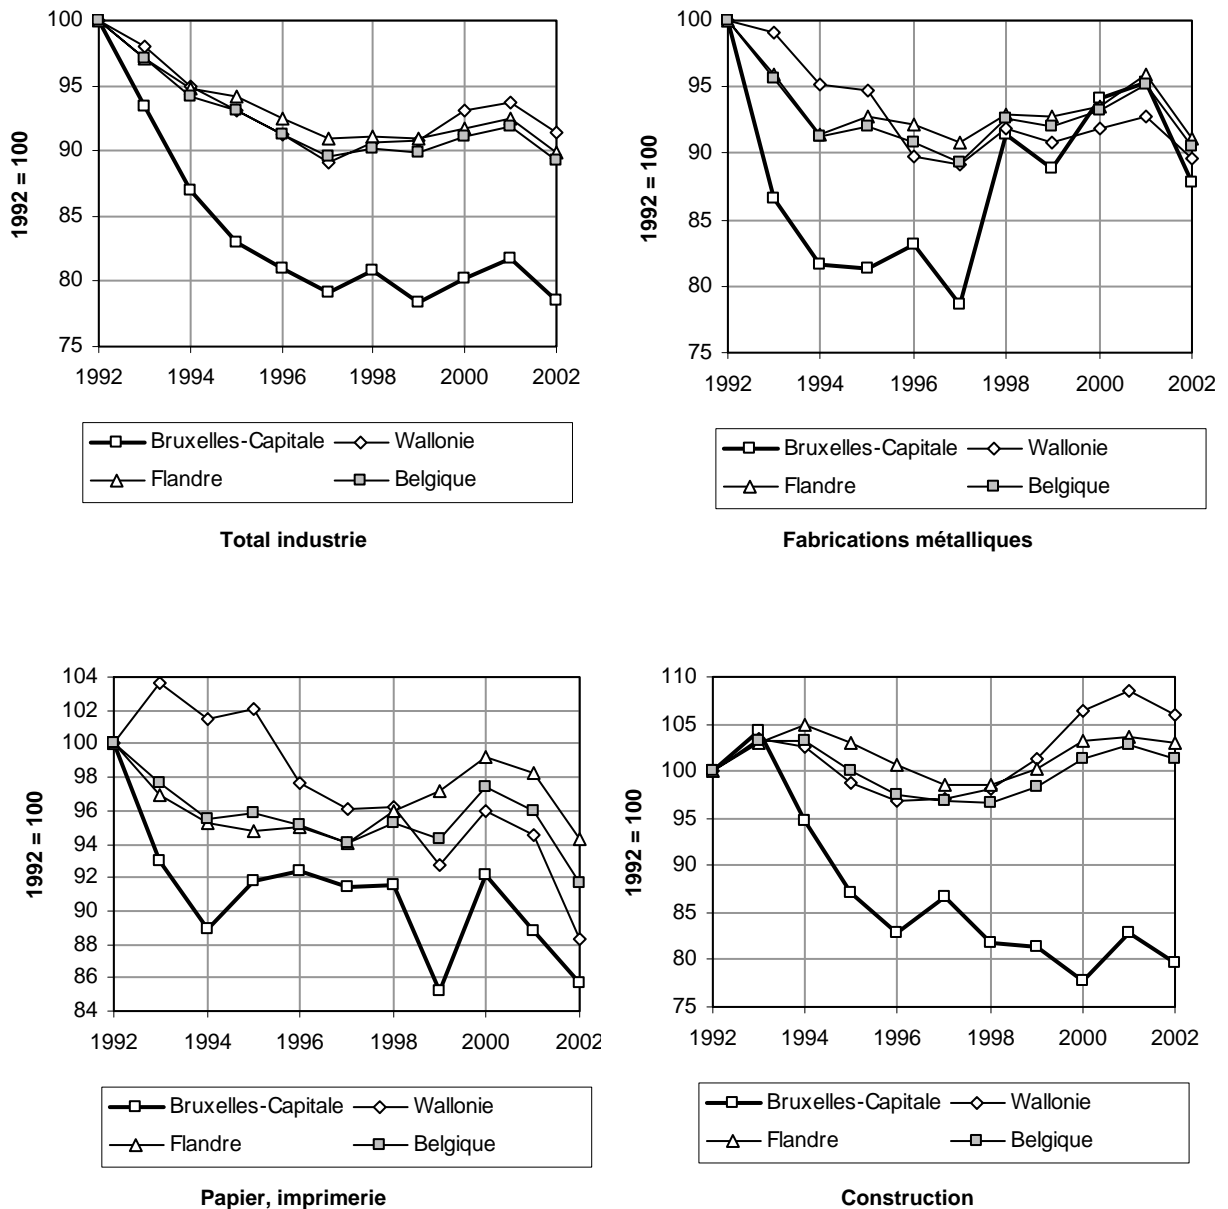 100
95
90
85
80
75
1992 = 100
1992 1994 1996 1998 2000 2002
Bruxelles-Capitale Wallonie
Flandre Belgique
Total industrie
100
95
90
85
80
75
1992 = 100
1992 1994 1996 1998 2000 2002
Bruxelles-Capitale Wallonie
Flandre Belgique
Fabrications métalliques
104
102
100
98
96
94
92
90
88
86
84
1992 = 100
1992 1994 1996 1998 2000 2002
Bruxelles-Capitale Wallonie
Flandre Belgique
Papier, imprimerie
110
105
100
95
90
85
80
75
1992 = 100
1992 1994 1996 1998 2000 2002
Bruxelles-Capitale Wallonie
Flandre Belgique
Construction